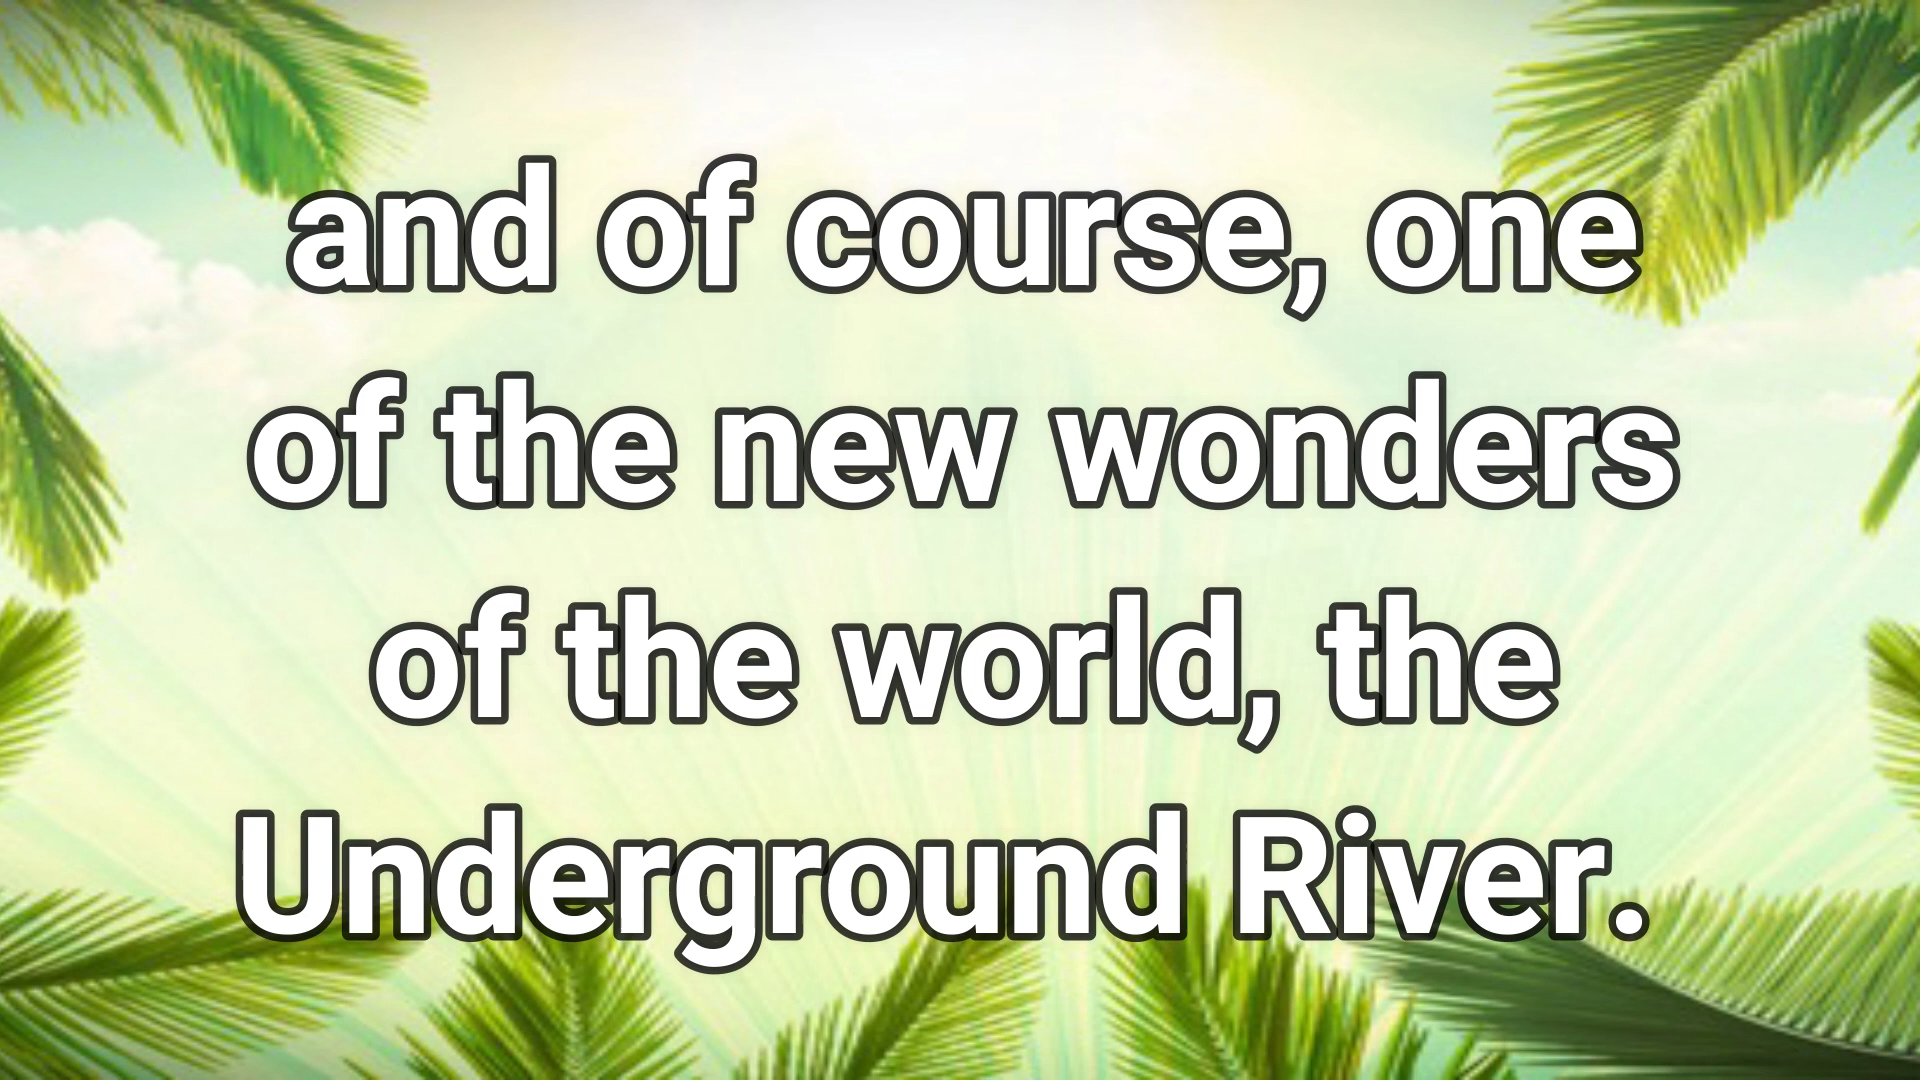 and of course, one
of the new wonders
of the world, the
Underground River.